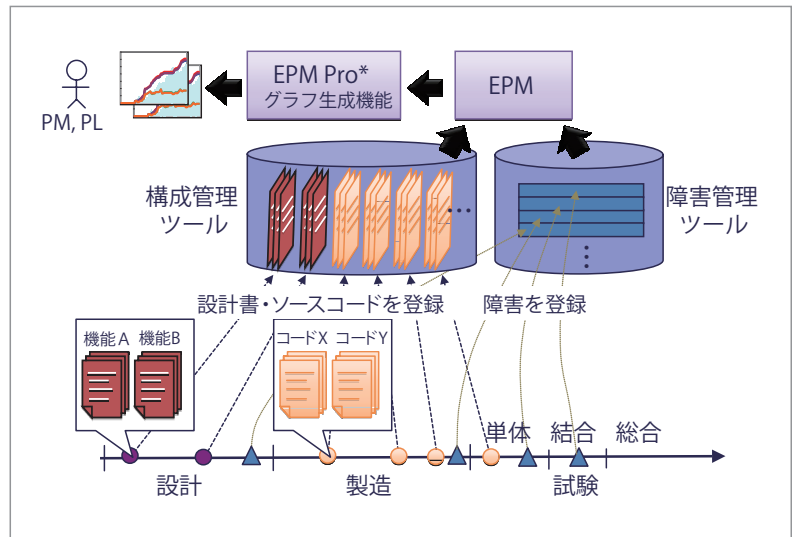 EPM Pro*
グラフ生成機能
EPM
PM, PL
構成管理
ツール
・・・
障害管理
ツール
設計書・ソースコードを登録
障害を登録
機能A 機能B
コードX コードY
単体 結合 総合
設計
製造
試験